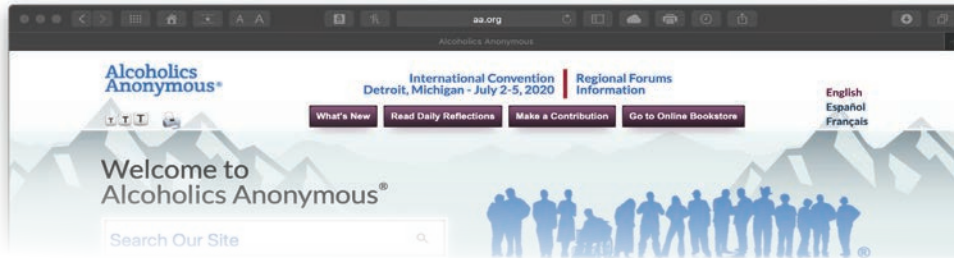 A A
aa.org
Alcoholics Anonymous
Alcoholics
Anonymous®
International Convention
Detroit, Michigan - July 2-5, 2020
Regional Forums
Information
English
Español
Français
T T T
What's New
Read Daily Reflections
Make a Contribution
Go to Online Bookstore
Welcome to
Alcoholics Anonymous®
Search Our Site
®